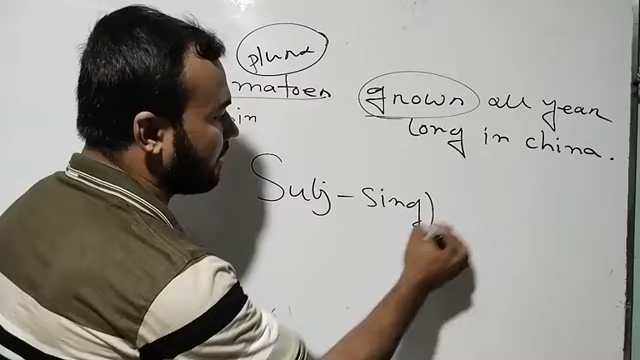 plural
matoes grown all year
in long in china.
Subj - sing)